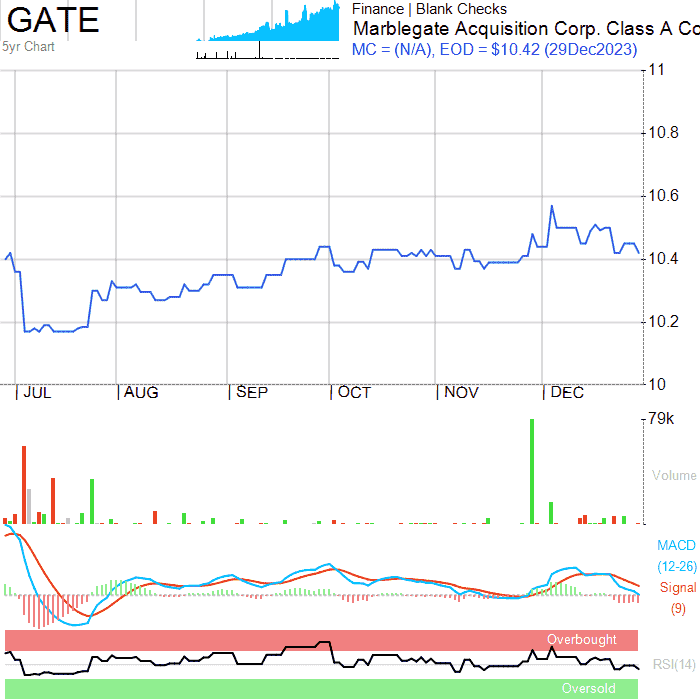 GATE
5yr Chart
Finance | Blank Checks
Marblegate Acquisition Corp. Class A Co
MC = (N/A), EOD = $10.42 (29Dec2023)
11
10.8
10.6
10.4
10.2
10
JUL AUG SEP OCT NOV DEC
79k
Volume
MACD
(12-26)
Signal
(9)
Overbought
RSI(14)
Oversold